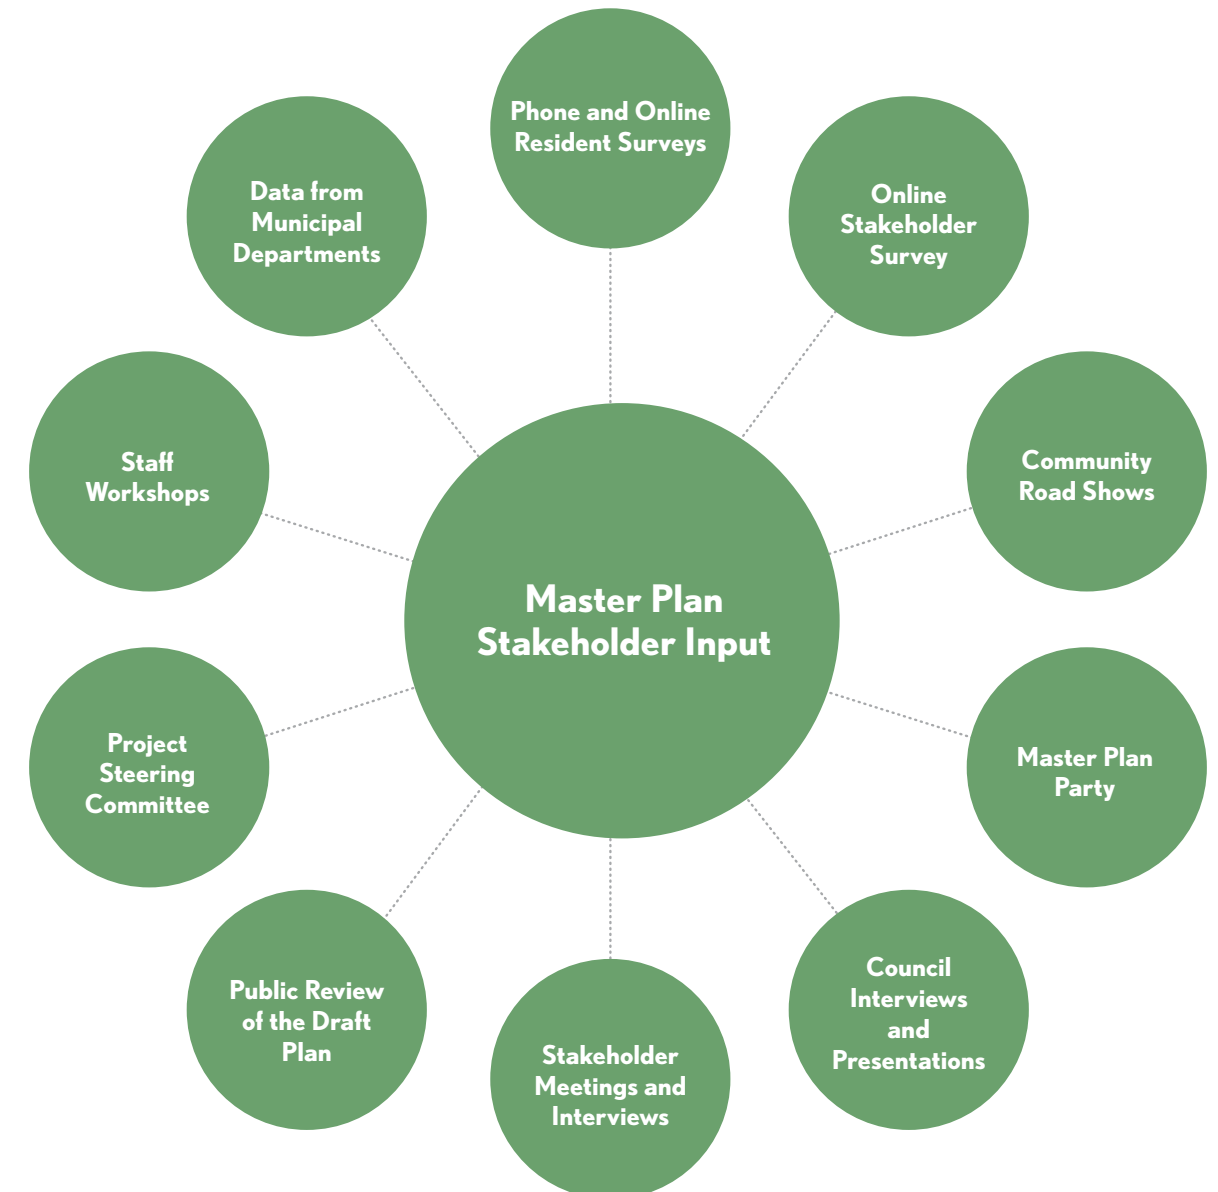 Phone and Online
Resident Surveys
Online
Stakeholder
Survey
Community
Road Shows
Master Plan
Party
Council
Interviews
and
Presentations
Stakeholder
Meetings and
Interviews
Public Review
of the Draft
Plan
Project
Steering
Committee
Staff
Workshops
Data from
Municipal
Departments
Master Plan
Stakeholder Input